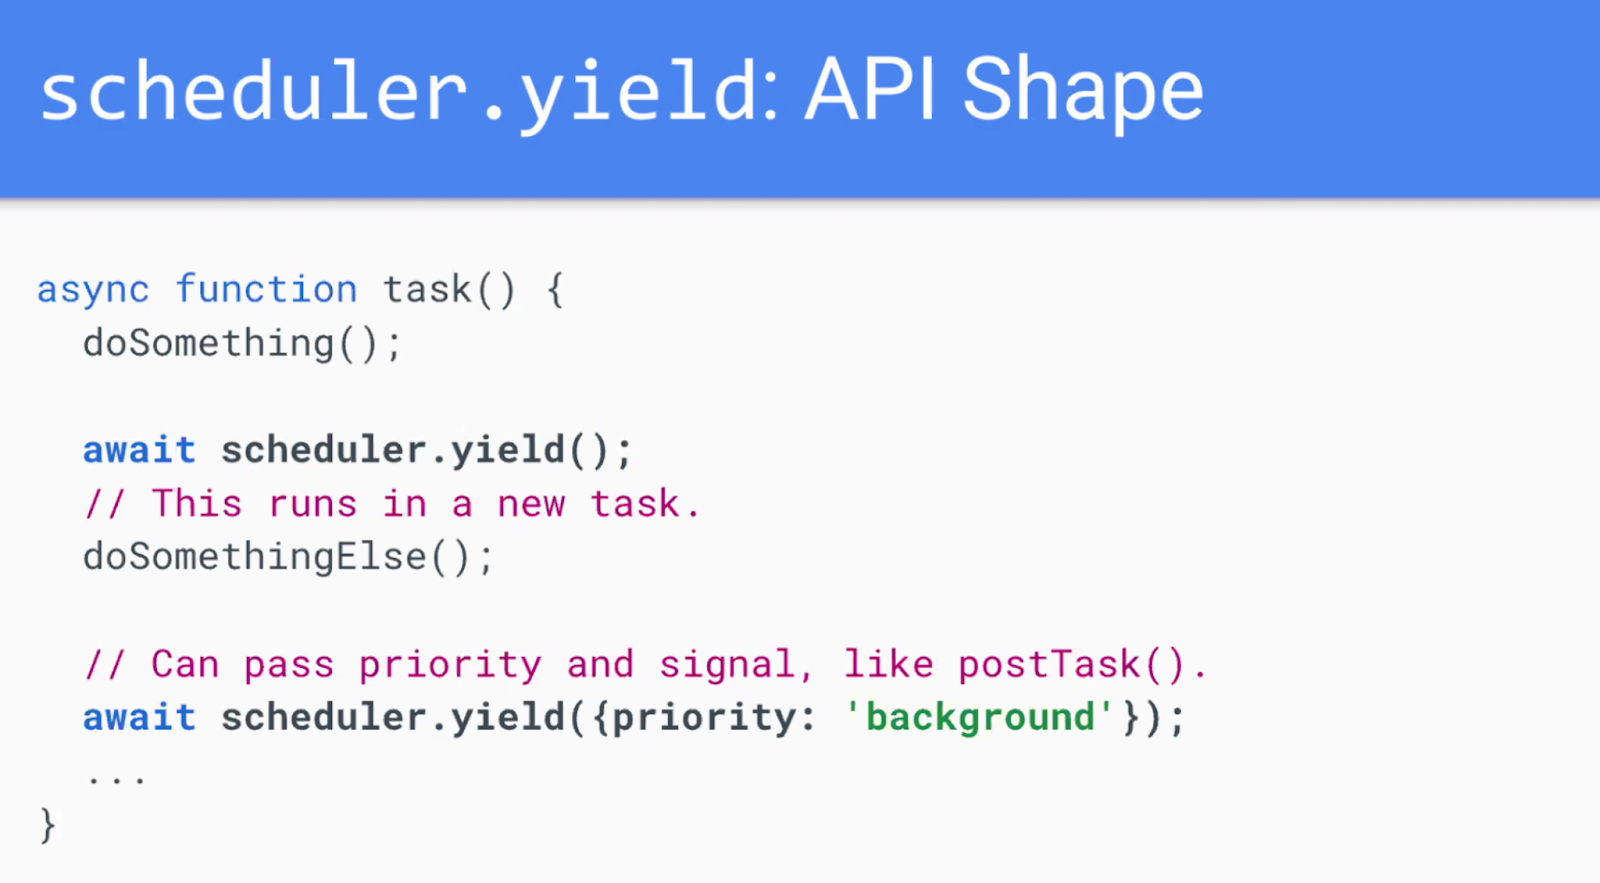 scheduler.yield: API Shape
async function task() {
doSomething();
await scheduler.yield();
// This runs in a new task.
doSomethingElse();
// Can pass priority and signal, like postTask().
await scheduler.yield({priority: 'background'});
...
}